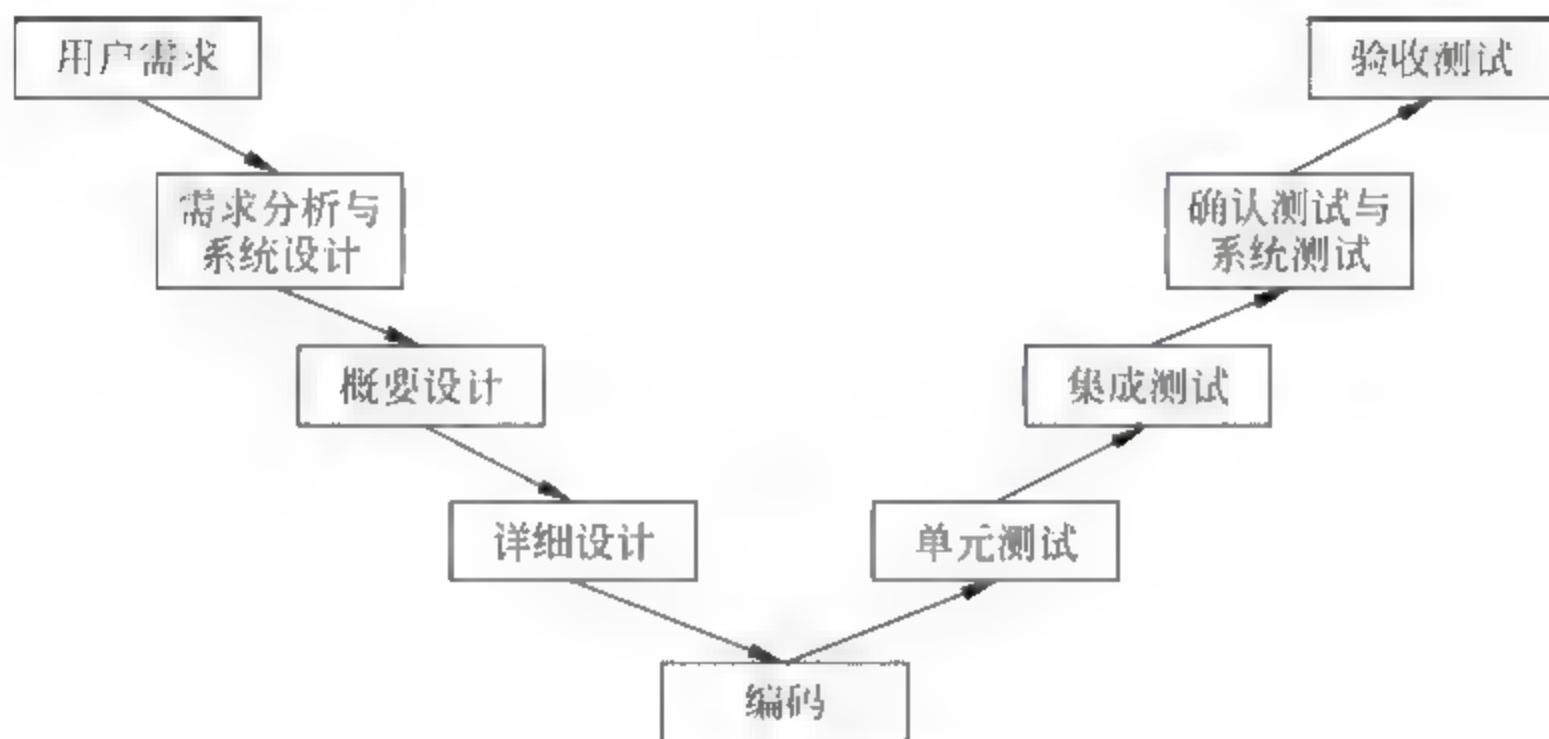 用户需求
验收测试
需求分析与
系统设计
确认测试与
系统测试
概要设计
集成测试
详细设计
单元测试
编码